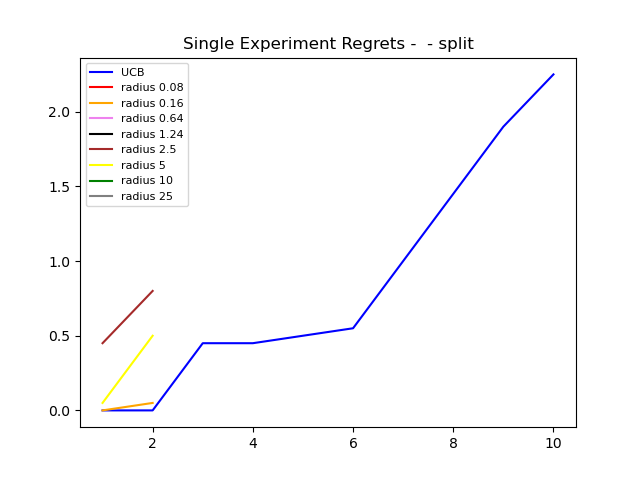 Single Experiment Regrets -  - split
UCB
radius 0.08
radius 0.16
radius 0.64
radius 1.24
radius 2.5
radius 5
radius 10
radius 25
2.0
1.5
1.0
0.5
0.0
2 4 6 8 10